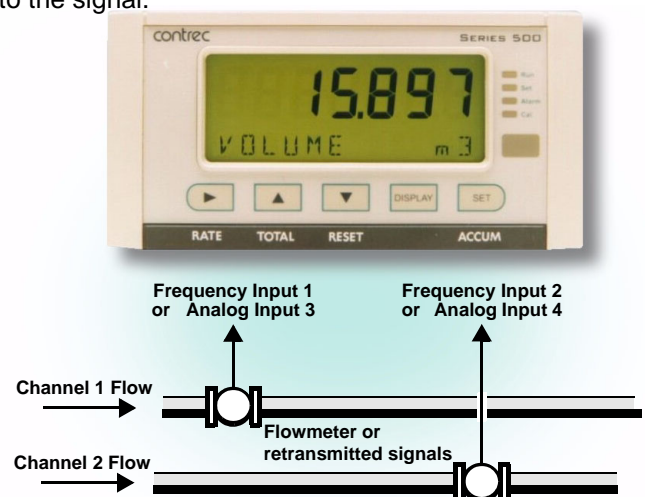 to the signal.
contrec SERIES 500
15.897
Run
Set
Alarm
Cal
VOLUME m3
DISPLAY SET
RATE TOTAL RESET ACCUM
Frequency Input 1
or Analog Input 3
Frequency Input 2
or Analog Input 4
Channel 1 Flow
Flowmeter or
retransmitted signals
Channel 2 Flow